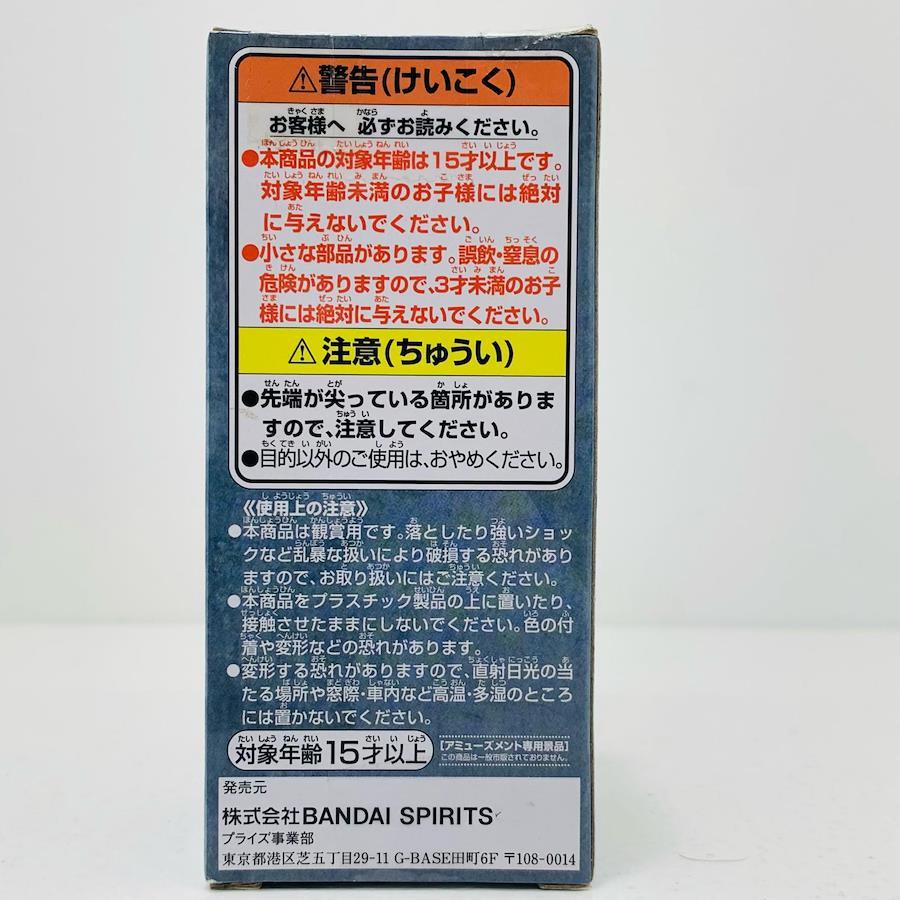 ⚠警告(けいこく)
お客様へ 必ずお読みください。
●本商品の対象年齢は15才以上です。
対象年齢未満のお子様には絶対
に与えないでください。
●小さな部品があります。誤飲・窒息の
危険がありますので、3才未満のお子
様には絶対に与えないでください。
⚠注意(ちゅうい)
●先端が尖っている箇所がありま
すので、注意してください。
●目的以外のご使用は、おやめください。
《使用上の注意》
●本商品は観賞用です。落としたり強いショッ
クなど乱暴な扱いにより破損する恐れがあり
ますので、お取り扱いにはご注意ください。
●本商品をプラスチック製品の上に置いたり、
接触させたままにしないでください。色の付
着や変形などの恐れがあります。
●変形する恐れがありますので、直射日光の当
たる場所や窓際・車内など高温・多湿のところ
には置かないでください。
対象年齢15才以上
[アミューズメント専用景品]
この商品は一般市販されておりません。
発売元
株式会社BANDAI SPIRITS
プライズ事業部
東京都港区芝五丁目29-11 G-BASE田町6F 〒108-0014